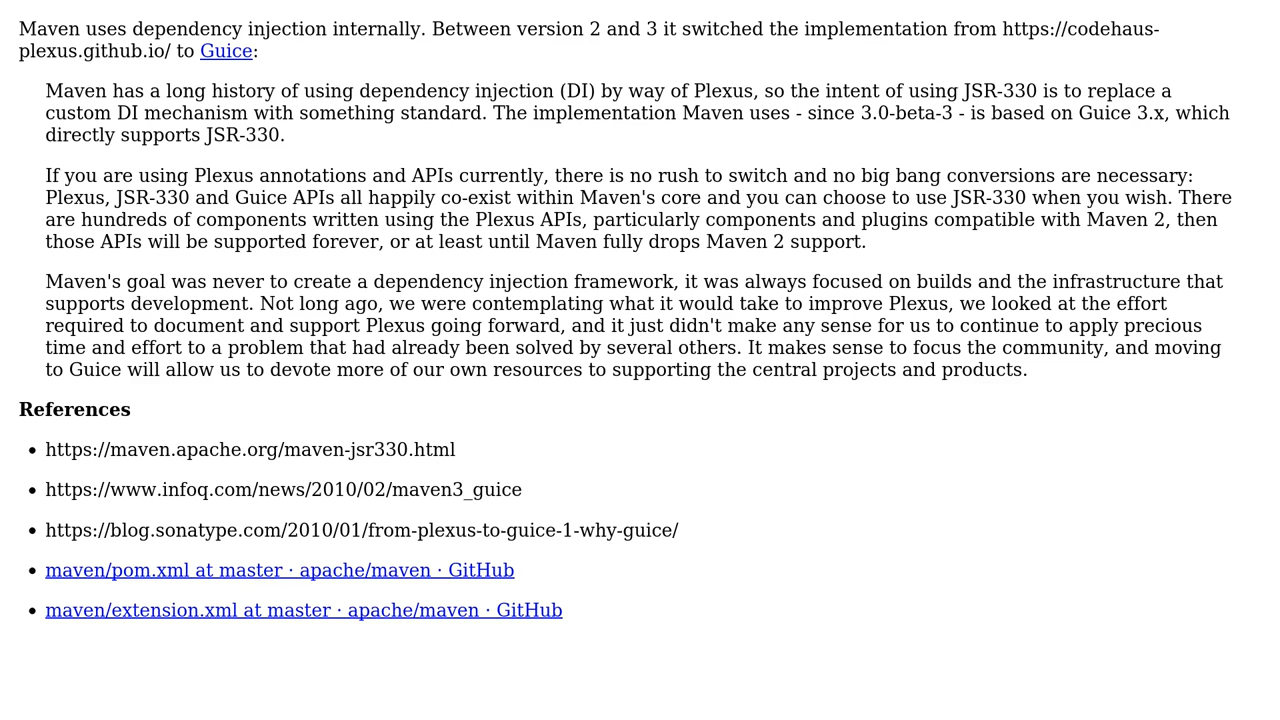 Maven uses dependency injection internally. Between version 2 and 3 it switched the implementation from https://codehaus-
plexus.github.io/ to Guice:
Maven has a long history of using dependency injection (DI) by way of Plexus, so the intent of using JSR-330 is to replace a
custom DI mechanism with something standard. The implementation Maven uses - since 3.0-beta-3 - is based on Guice 3.x, which
directly supports JSR-330.
If you are using Plexus annotations and APIs currently, there is no rush to switch and no big bang conversions are necessary:
Plexus, JSR-330 and Guice APIs all happily co-exist within Maven's core and you can choose to use JSR-330 when you wish. There
are hundreds of components written using the Plexus APIs, particularly components and plugins compatible with Maven 2, then
those APIs will be supported forever, or at least until Maven fully drops Maven 2 support.
Maven's goal was never to create a dependency injection framework, it was always focused on builds and the infrastructure that
supports development. Not long ago, we were contemplating what it would take to improve Plexus, we looked at the effort
required to document and support Plexus going forward, and it just didn't make any sense for us to continue to apply precious
time and effort to a problem that had already been solved by several others. It makes sense to focus the community, and moving
to Guice will allow us to devote more of our own resources to supporting the central projects and products.
References
• https://maven.apache.org/maven-jsr330.html
• https://www.infoq.com/news/2010/02/maven3_guice
• https://blog.sonatype.com/2010/01/from-plexus-to-guice-1-why-guice/
• maven/pom.xml at master · apache/maven · GitHub
• maven/extension.xml at master · apache/maven · GitHub